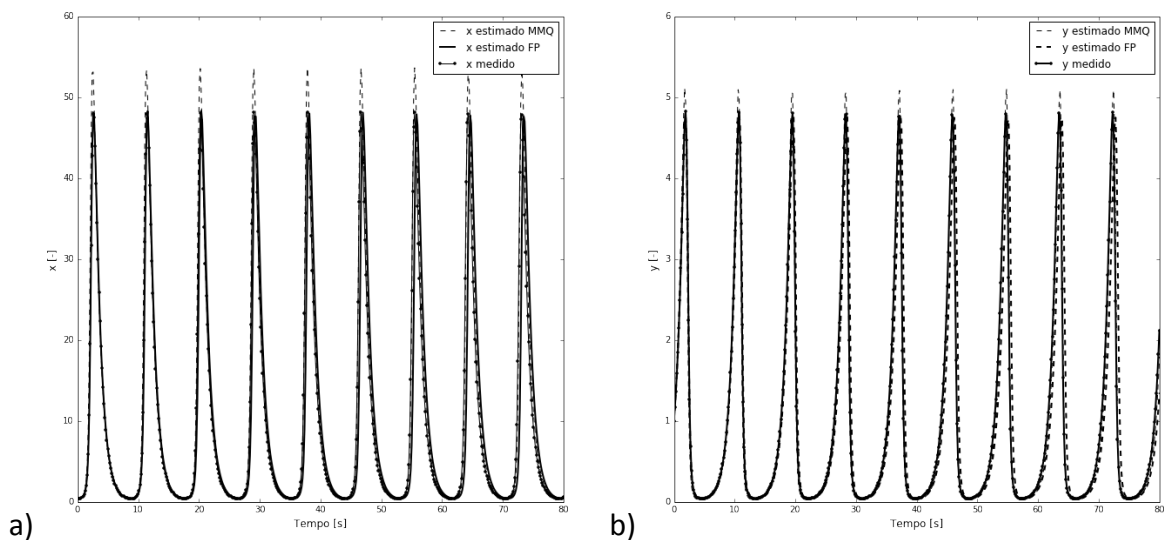 60
50
40
30
20
10
0
x [-]
0 10 20 30 40 50 60 70 80
Tempo [s]
x estimado MMQ
x estimado FP
x medido
a)
6
5
4
3
2
1
0
y [-]
0 10 20 30 40 50 60 70 80
Tempo [s]
y estimado MMQ
y estimado FP
y medido
b)